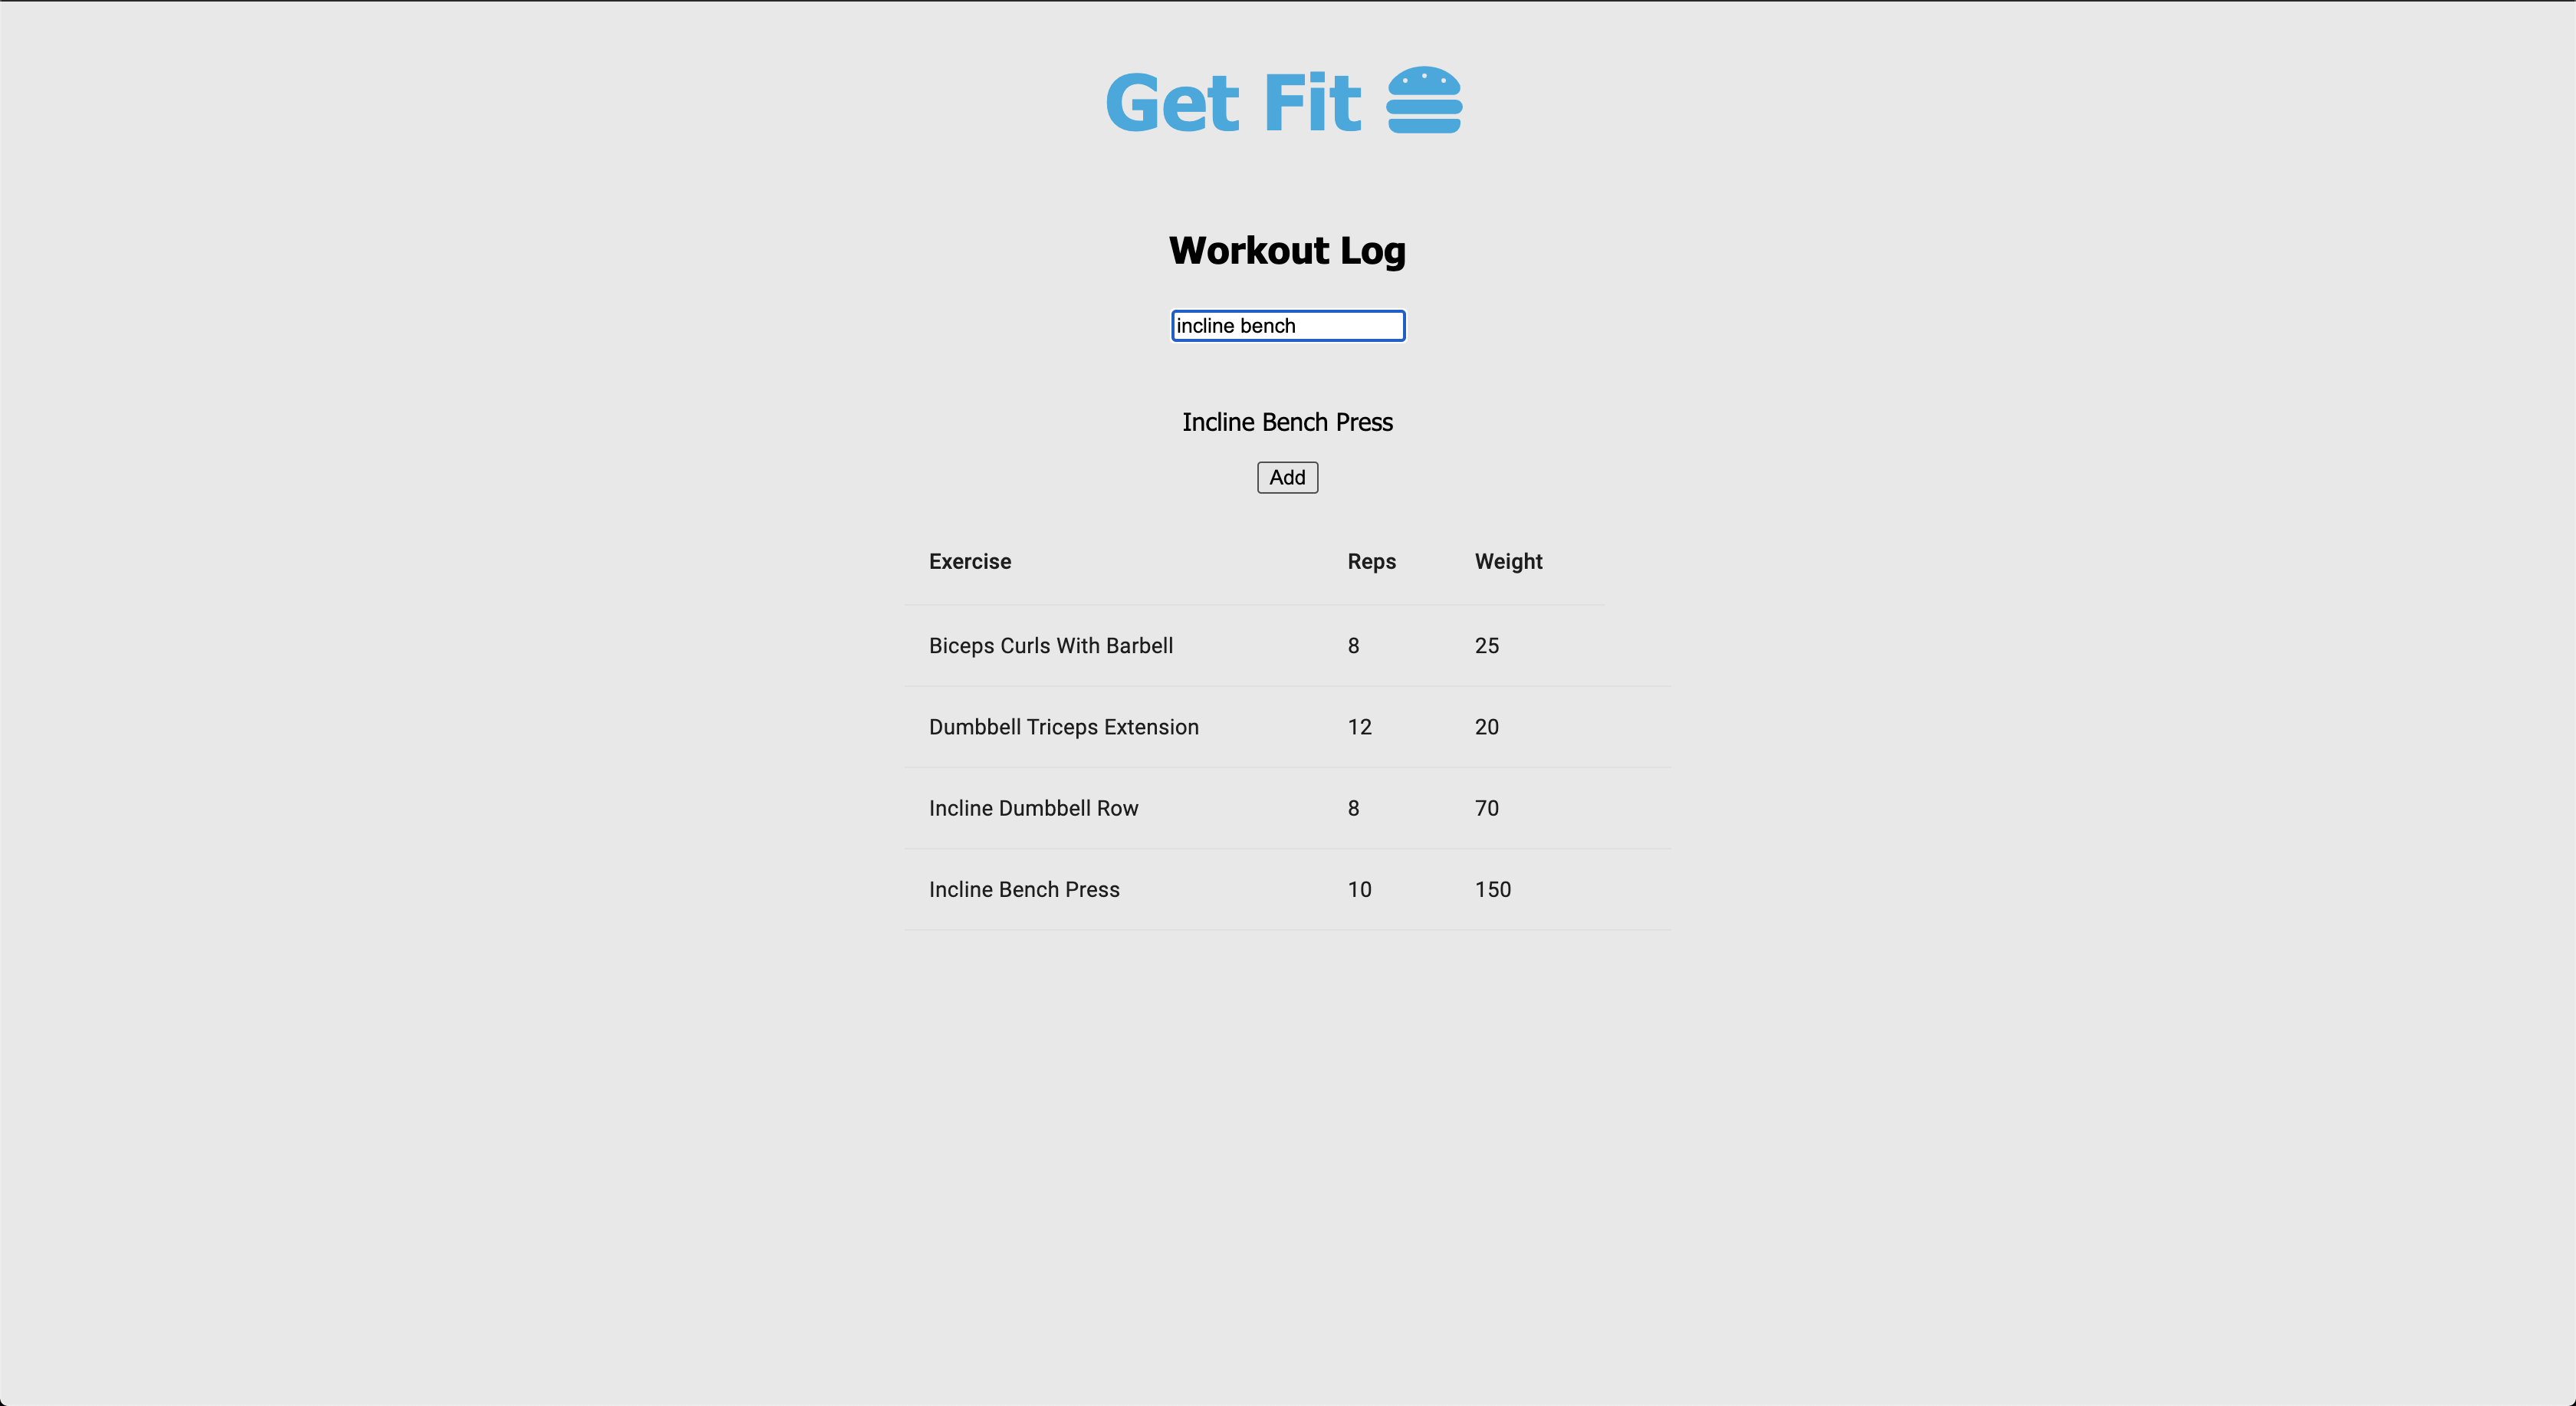 Get Fit
Workout Log
incline bench
Incline Bench Press
Add
Exercise Reps Weight
Biceps Curls With Barbell 8 25
Dumbbell Triceps Extension 12 20
Incline Dumbbell Row 8 70
Incline Bench Press 10 150